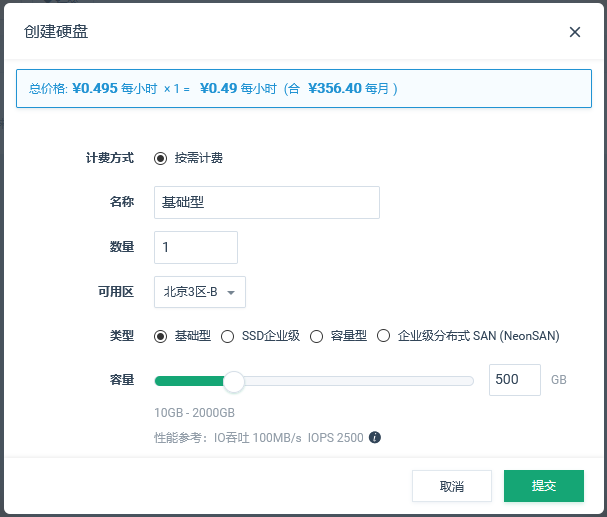 创建硬盘
总价格: ¥0.495 每小时 × 1 = ¥0.49 每小时 (合 ¥356.40 每月 )
计费方式 按需计费
名称 基础型
数量 1
可用区 北京3区-B
类型 基础型 SSD企业级 容量型 企业级分布式 SAN (NeonSAN)
容量 500 GB
10GB - 2000GB
性能参考： IO吞吐 100MB/s IOPS 2500
取消 提交